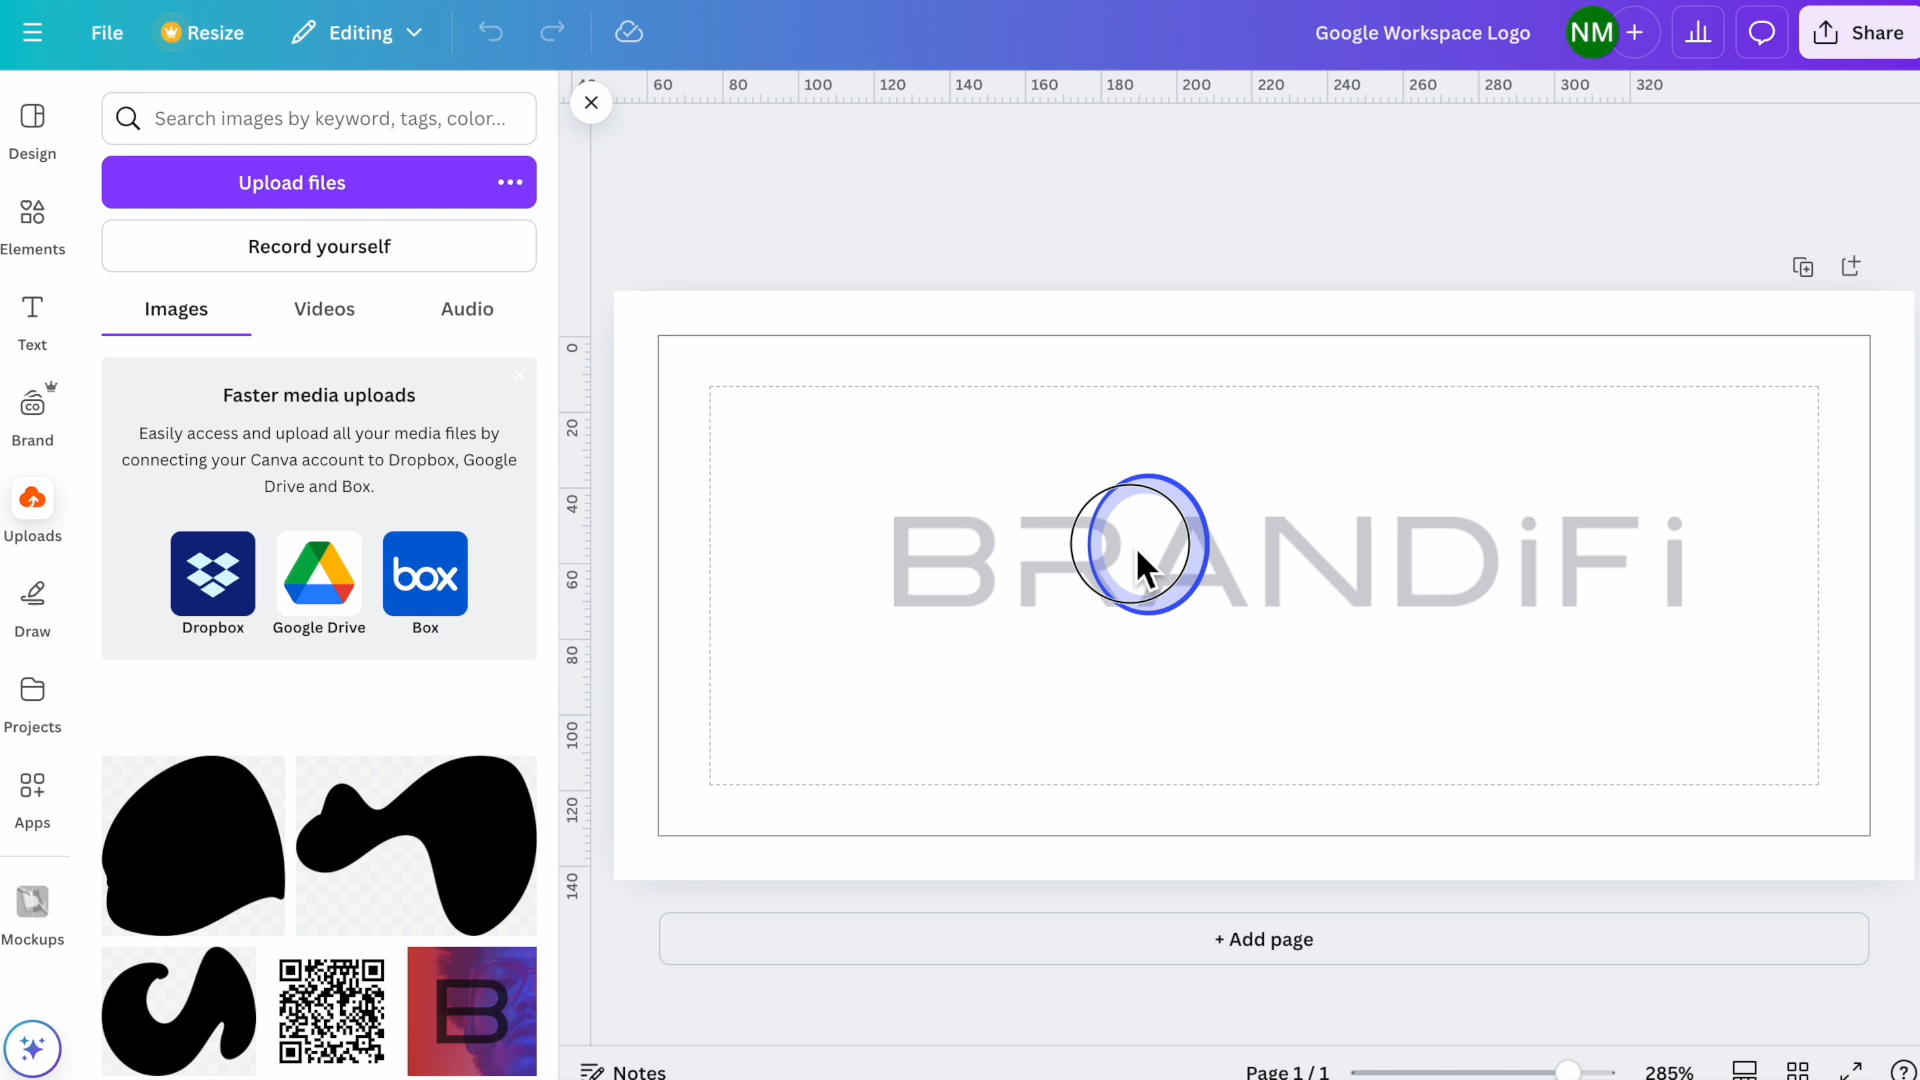 File
Resize
Editing
Google Workspace Logo
NM
Share
Search images by keyword, tags, color...
Upload files
Record yourself
Images
Videos
Audio
Faster media uploads
Easily access and upload all your media files by
connecting your Canva account to Dropbox, Google
Drive and Box.
box
Dropbox
Google Drive
Box
Design
Elements
Text
CO
Brand
Uploads
Draw
Projects
Apps
Mockups
60 80 100 120 140 160 180 200 220 240 260 280 300 320
0
20
40
60
80
100
120
140
BRANDiFi
+ Add page
B
Notes
Page 1 / 1
285%